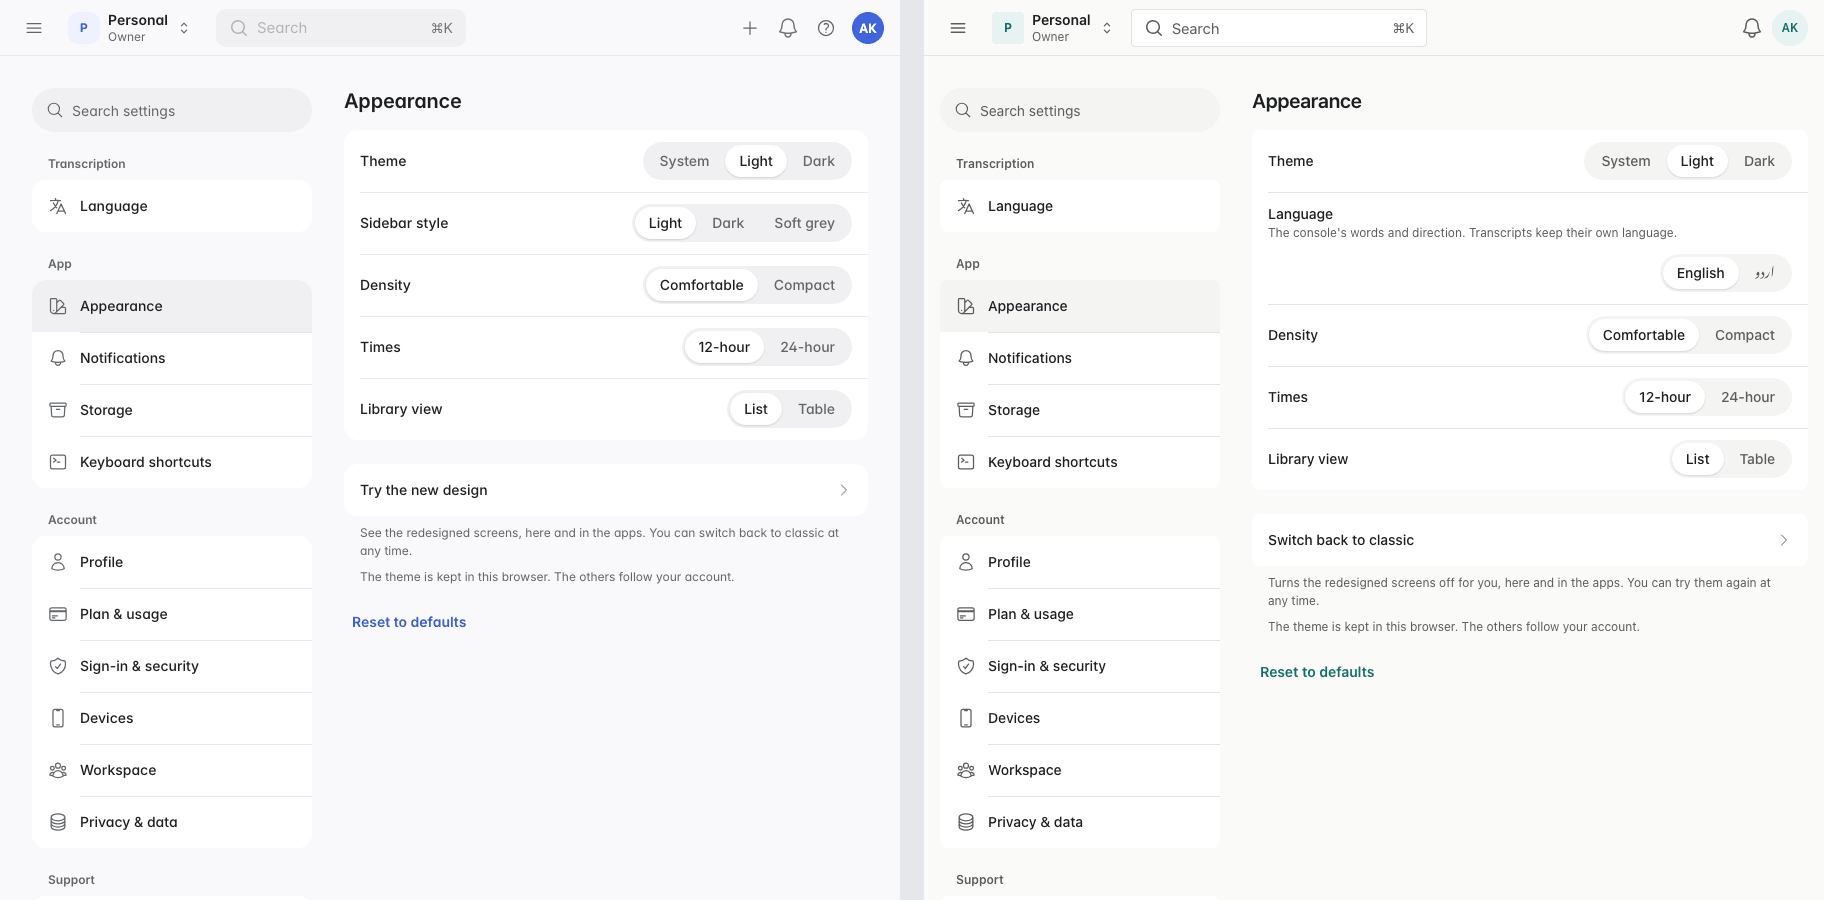 Personal
Owner
Search
⌘K
AK
P
Search settings
Transcription
Language
App
Appearance
Notifications
Storage
Keyboard shortcuts
Account
Profile
Plan & usage
Sign-in & security
Devices
Workspace
Privacy & data
Support
Appearance
Theme
System Light Dark
Sidebar style
Light Dark Soft grey
Density
Comfortable Compact
Times
12-hour 24-hour
Library view
List Table
Try the new design
See the redesigned screens, here and in the apps. You can switch back to classic at
any time.
The theme is kept in this browser. The others follow your account.
Reset to defaults
P
Personal
Owner
Search
⌘K
AK
Search settings
Transcription
Language
App
Appearance
Notifications
Storage
Keyboard shortcuts
Account
Profile
Plan & usage
Sign-in & security
Devices
Workspace
Privacy & data
Support
Appearance
Theme
System Light Dark
Language
The console's words and direction. Transcripts keep their own language.
English اردو
Density
Comfortable Compact
Times
12-hour 24-hour
Library view
List Table
Switch back to classic
Turns the redesigned screens off for you, here and in the apps. You can try them again at
any time.
The theme is kept in this browser. The others follow your account.
Reset to defaults